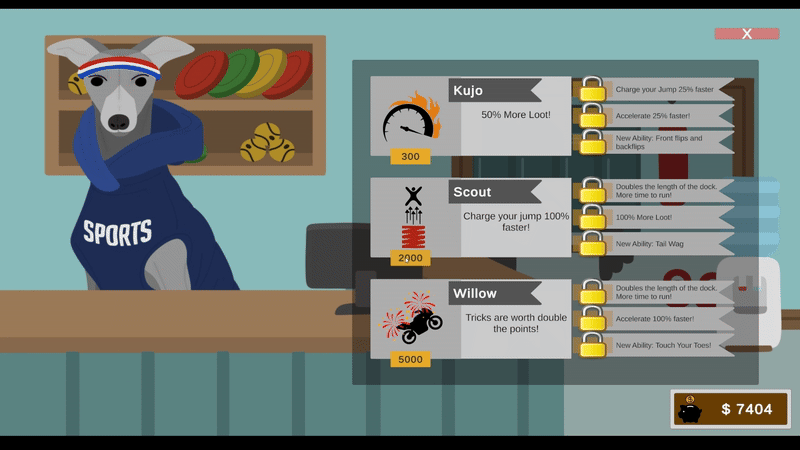 X
SPORTS
Kujo
50% More Loot!
300
Charge your Jump 25% faster
Accelerate 25% faster!
New Ability: Front flips and
backflips
Scout
Charge your jump 100%
faster!
2000
Doubles the length of the dock.
More time to run!
100% More Loot!
New Ability: Tail Wag
Willow
Tricks are worth double
the points!
5000
Doubles the length of the dock.
More time to run!
Accelerate 100% faster!
New Ability: Touch Your Toes!
$ 7404